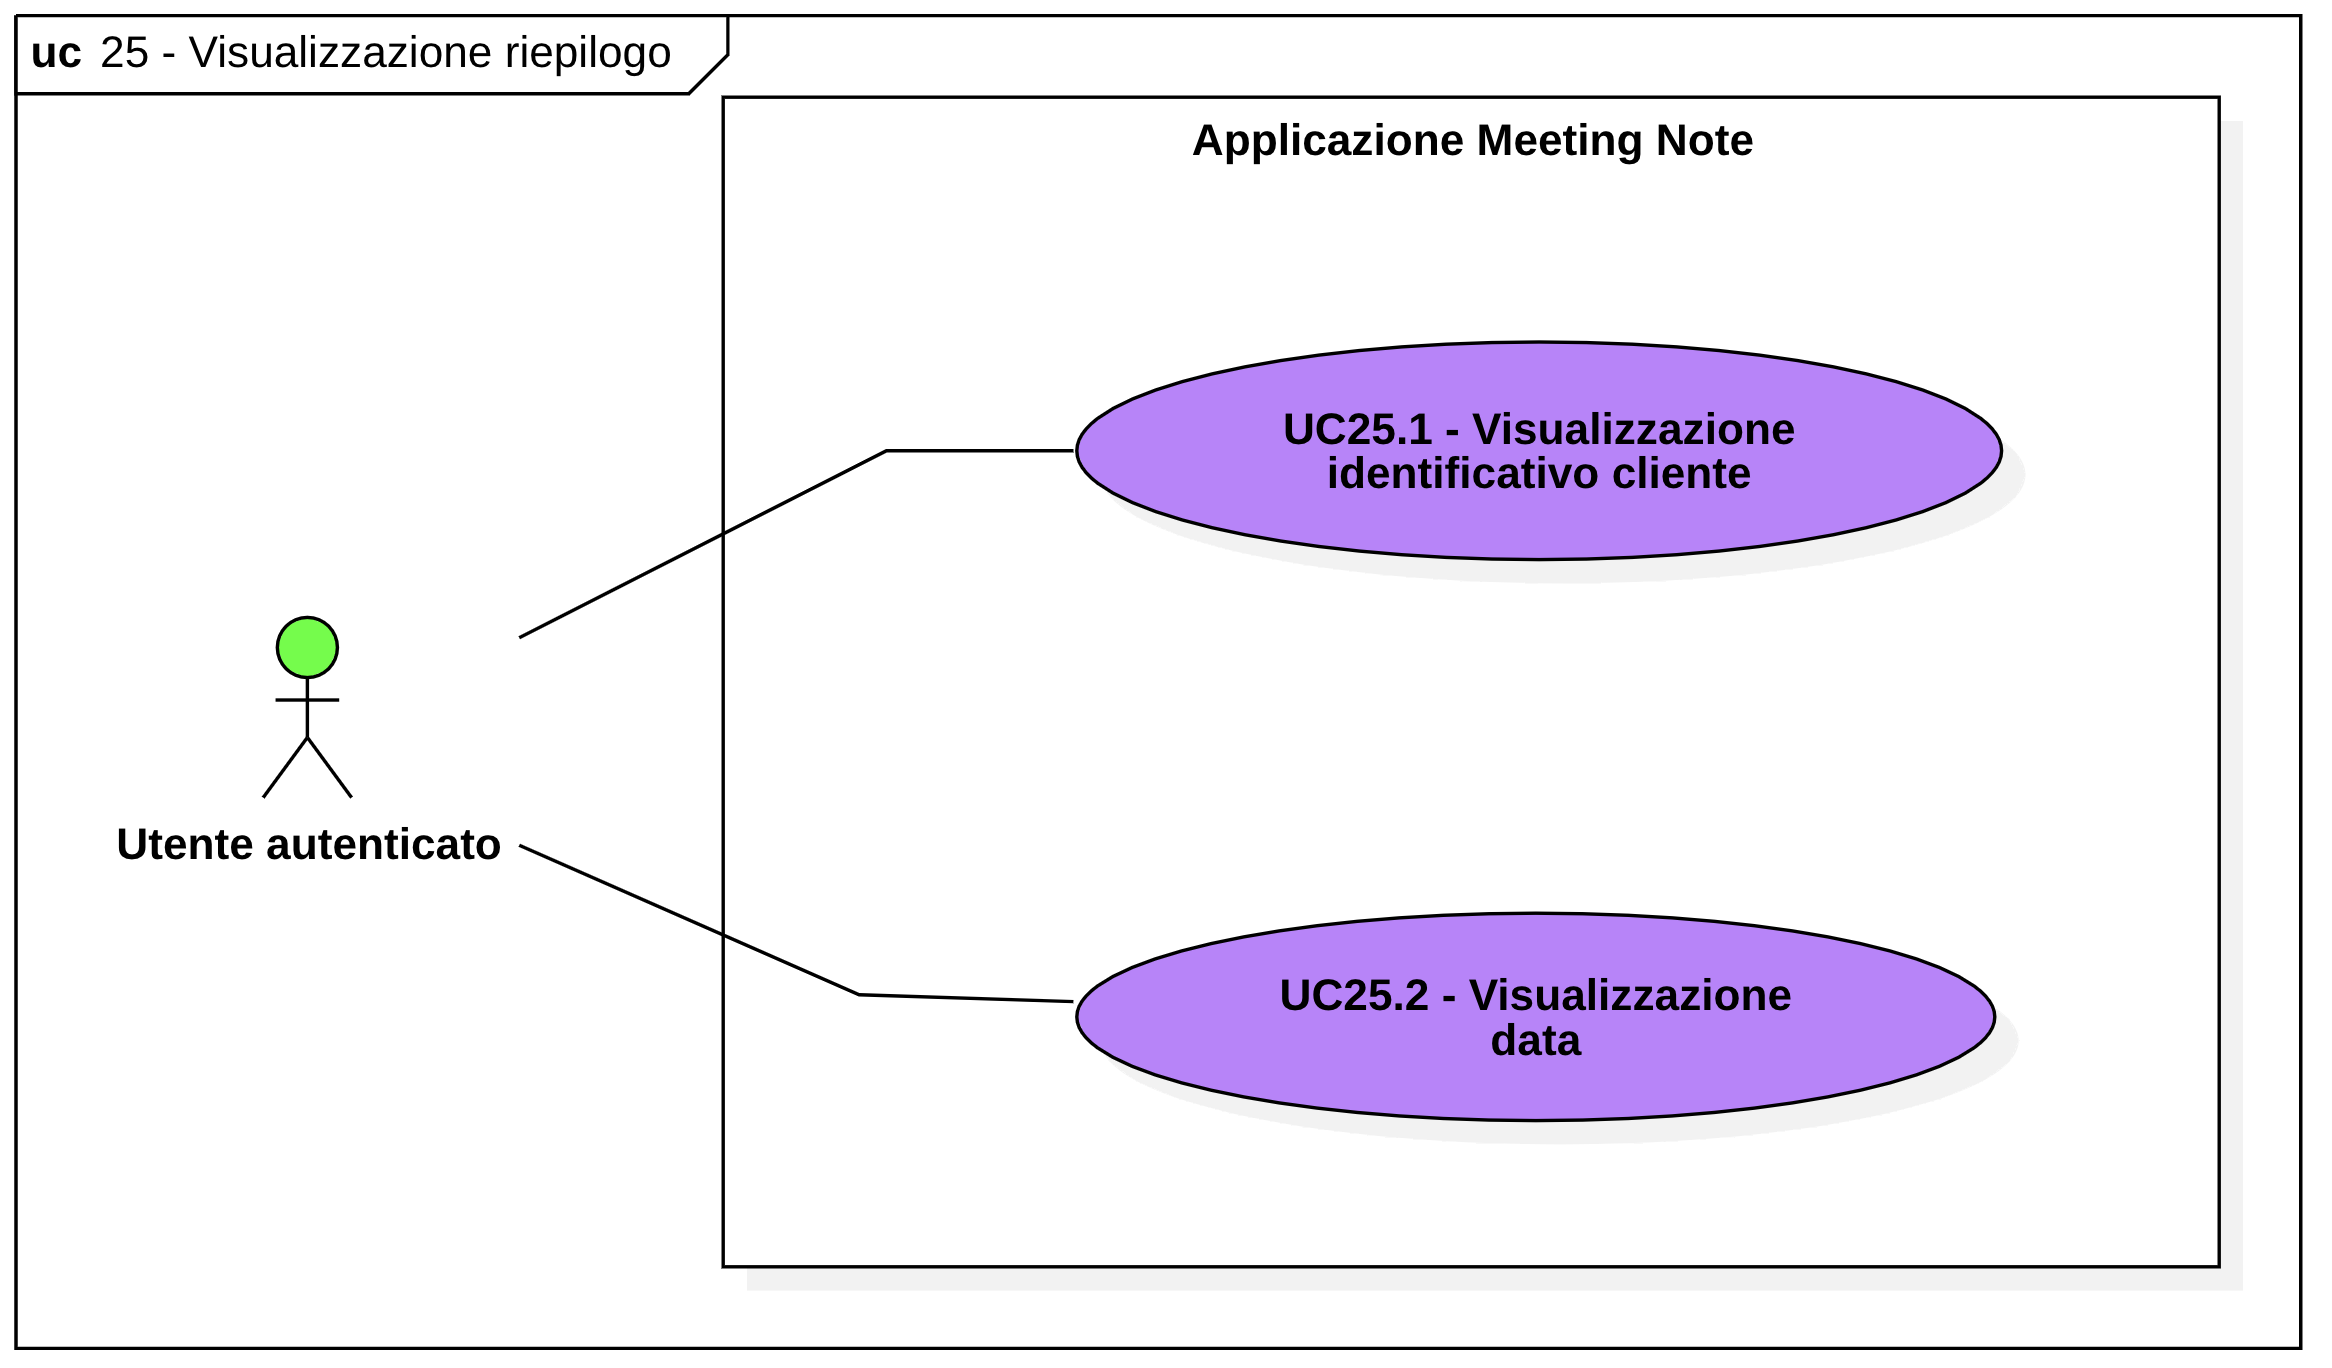 uc 25 - Visualizzazione riepilogo
Applicazione Meeting Note
UC25.1 - Visualizzazione
identificativo cliente
Utente autenticato
UC25.2 - Visualizzazione
data